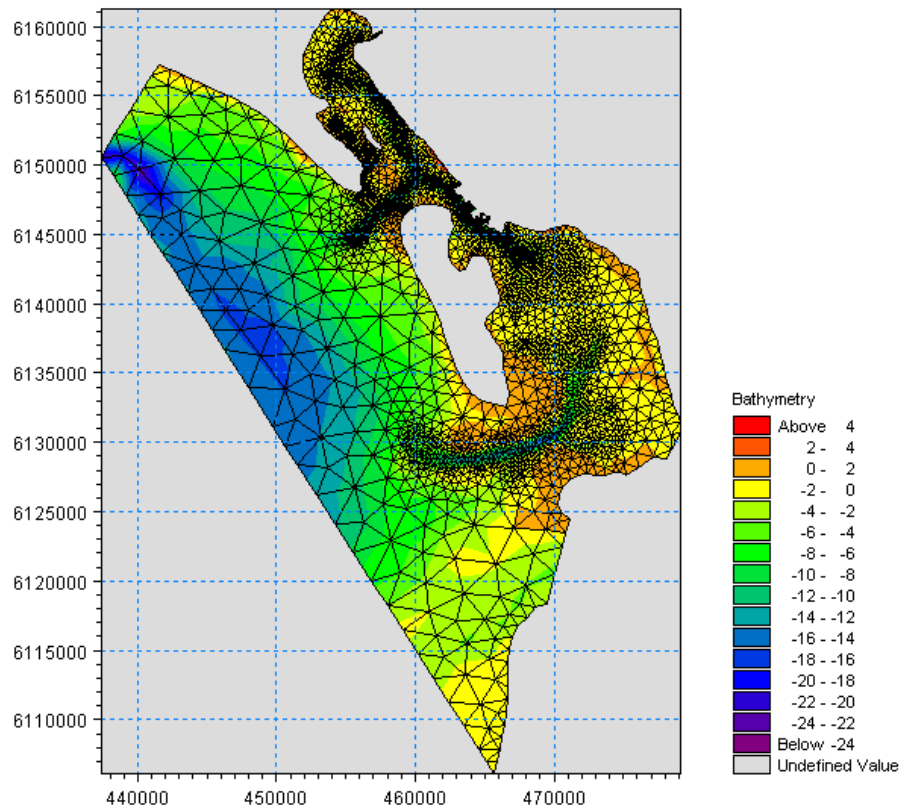 6160000
6155000
6150000
6145000
6140000
6135000
6130000
6125000
6120000
6115000
6110000
440000 450000 460000 470000
Bathymetry
Above 4
2 - 4
0 - 2
-2 - 0
-4 - -2
-6 - -4
-8 - -6
-10 - -8
-12 - -10
-14 - -12
-16 - -14
-18 - -16
-20 - -18
-22 - -20
-24 - -22
Below -24
Undefined Value